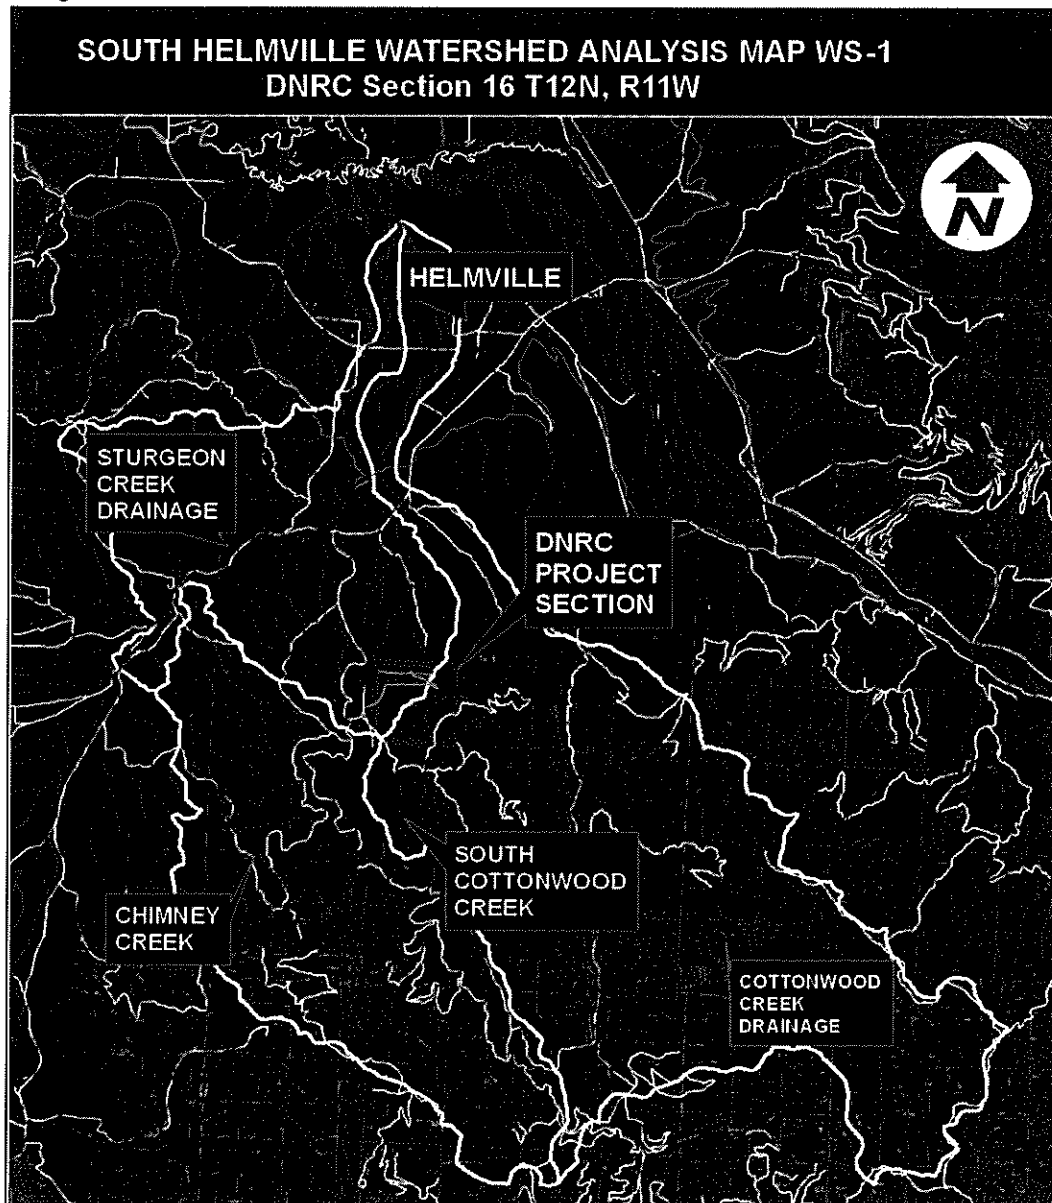 SOUTH HELMVILLE WATERSHED ANALYSIS MAP WS-1
DNRC Section 16 T12N, R11W
N
HELMVILLE
STURGEON
CREEK
DRAINAGE
DNRC
PROJECT
SECTION
SOUTH
COTTONWOOD
CREEK
CHIMNEY
CREEK
COTTONWOOD
CREEK
DRAINAGE